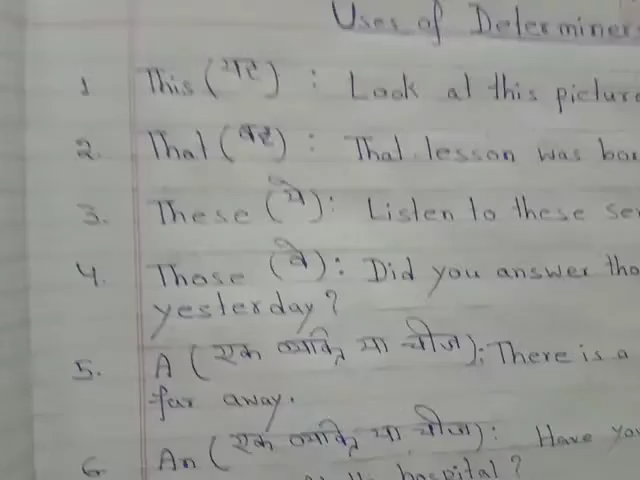 Uses of Determiner
1 This (यह) : Look at this picture
2. That (वह) : That lesson was
3. These (ये) : Listen to these
4. Those (वे) : Did you answer
yesterday?
5. A (एक व्यक्ति या चीज) : There is a
far away.
6. An (एक व्यक्ति या चीज) : Have you
hospital?